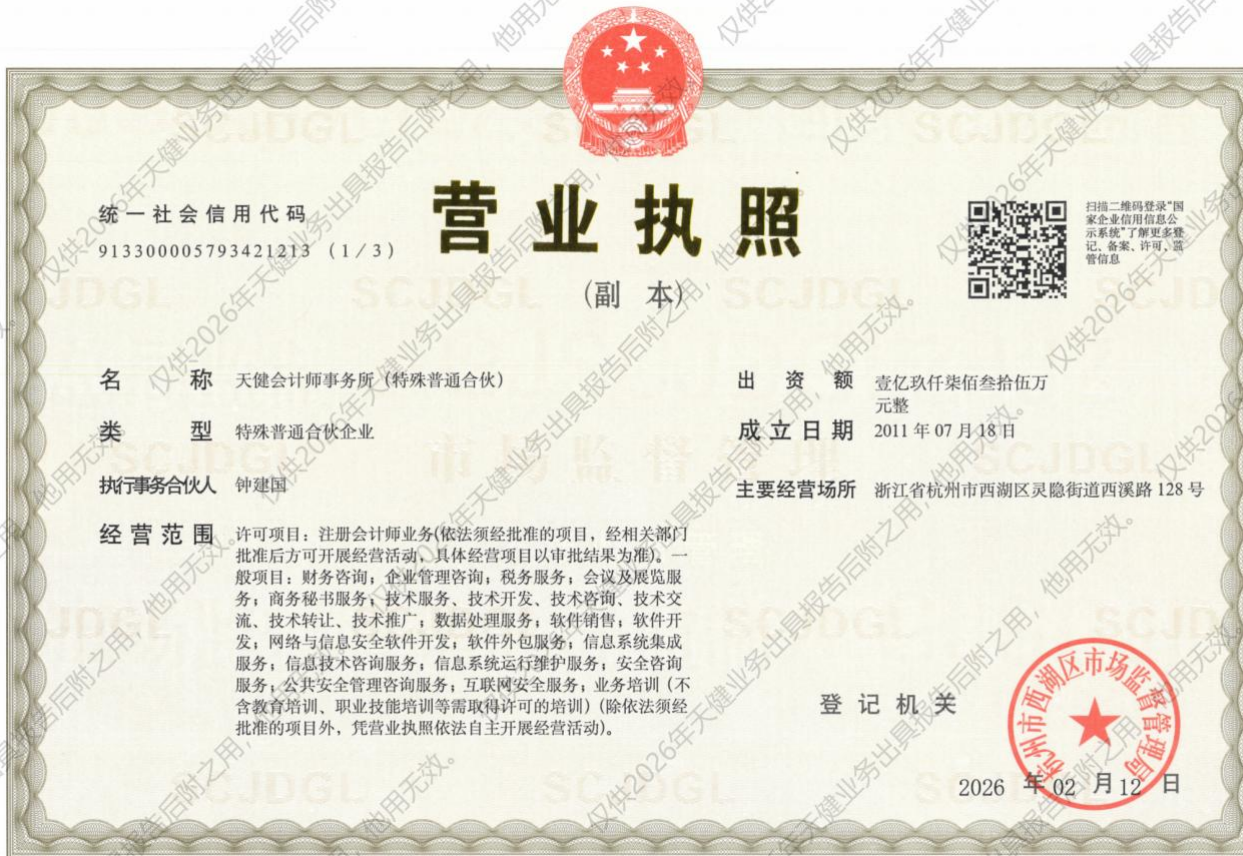 营业执照
(副 本)
统一社会信用代码
913300005793421213 (1/3)
扫描二维码登录“国
家企业信用信息公
示系统”了解更多登
记、备案、许可、监
管信息
名 称 天健会计师事务所（特殊普通合伙）
类 型 特殊普通合伙企业
执行事务合伙人 钟建国
经营范围 许可项目：注册会计师业务(依法须经批准的项目，经相关部门
批准后方可开展经营活动，具体经营项目以审批结果为准)。一
般项目：财务咨询；企业管理咨询；税务服务；会议及展览服
务；商务秘书服务；技术服务、技术开发、技术咨询、技术交
流、技术转让、技术推广；数据处理服务；软件销售；软件开
发；网络与信息安全软件开发；软件外包服务；信息系统集成
服务；信息技术咨询服务；信息系统运行维护服务；安全咨询
服务；公共安全管理咨询服务；互联网安全服务；业务培训（不
含教育培训、职业技能培训等需取得许可的培训）(除依法须经
批准的项目外，凭营业执照依法自主开展经营活动)。
出 资 额 壹亿玖仟柒佰叁拾伍万
元整
成立日期 2011年07月18日
主要经营场所 浙江省杭州市西湖区灵隐街道西溪路128号
登记机关
杭州市西湖区市场监督管理局
2026 年 02 月 12 日
仅供2026年天健业务出具报告后附之用，他用无效。
SCJDGL
市场监督管理